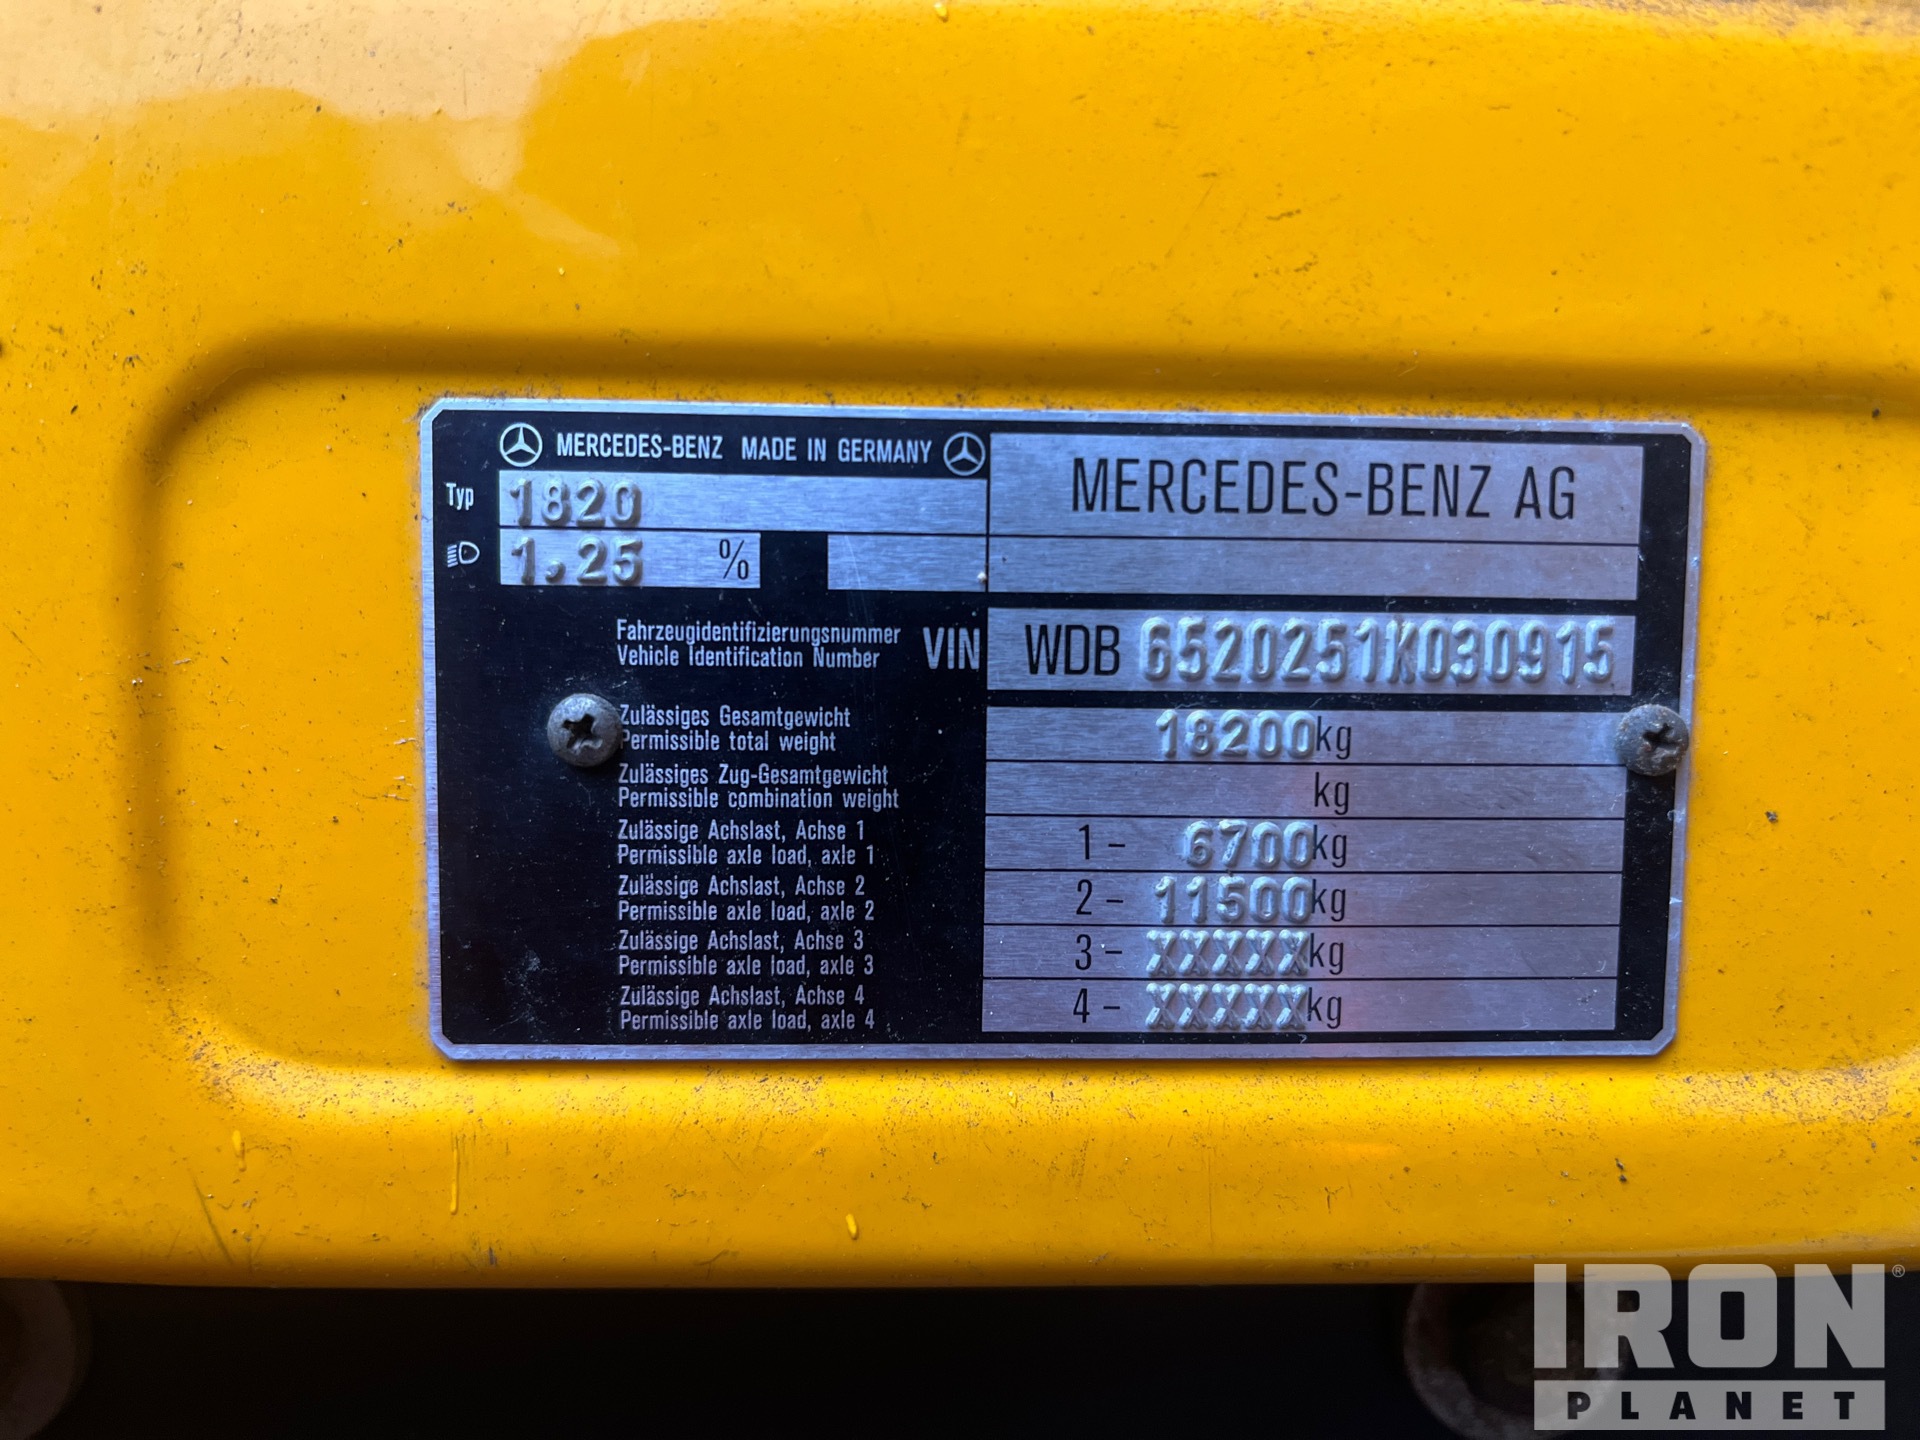 MERCEDES-BENZ MADE IN GERMANY
MERCEDES-BENZ AG
Typ 1820
1.25 %
Fahrzeugidentifizierungsnummer
Vehicle Identification Number
VIN WDB 6520251K030915
Zulässiges Gesamtgewicht
Permissible total weight
18200kg
Zulässiges Zug-Gesamtgewicht
Permissible combination weight
kg
Zulässige Achslast, Achse 1
Permissible axle load, axle 1
1 - 6700kg
Zulässige Achslast, Achse 2
Permissible axle load, axle 2
2 - 11500kg
Zulässige Achslast, Achse 3
Permissible axle load, axle 3
3 - XXXXXkg
Zulässige Achslast, Achse 4
Permissible axle load, axle 4
4 - XXXXXkg
IRON®
PLANET